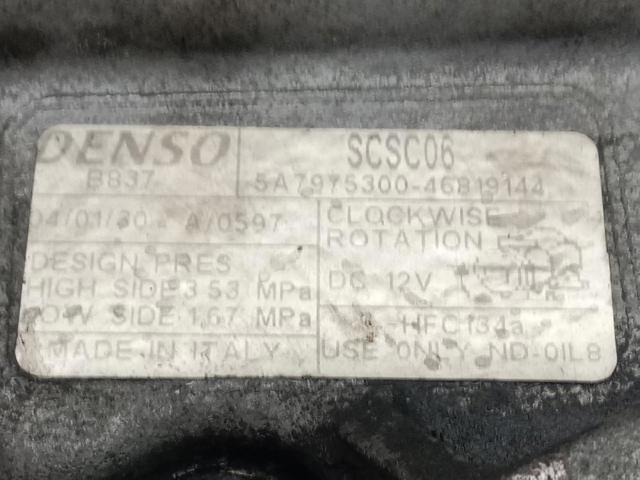 DENSO
SCSC06
B837
5A7975300-46819144
04/01/30 - A/0597
CLOCKWISE
ROTATION
DESIGN PRES
HIGH SIDE 3 53 MPa
LOW SIDE 1,67 MPa
DC 12V
HFC134a
MADE IN ITALY
USE ONLY ND-OIL8